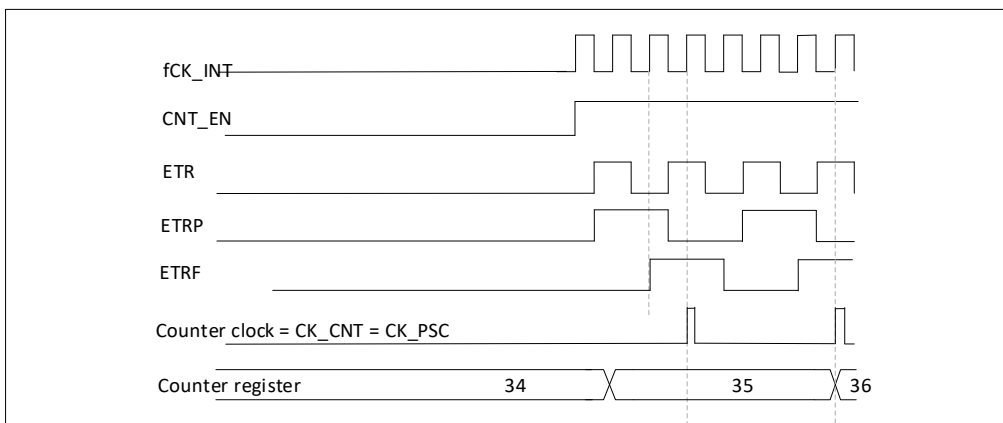 fCK_INT
CNT_EN
ETR
ETRP
ETRF
Counter clock = CK_CNT = CK_PSC
Counter register 34 35 36